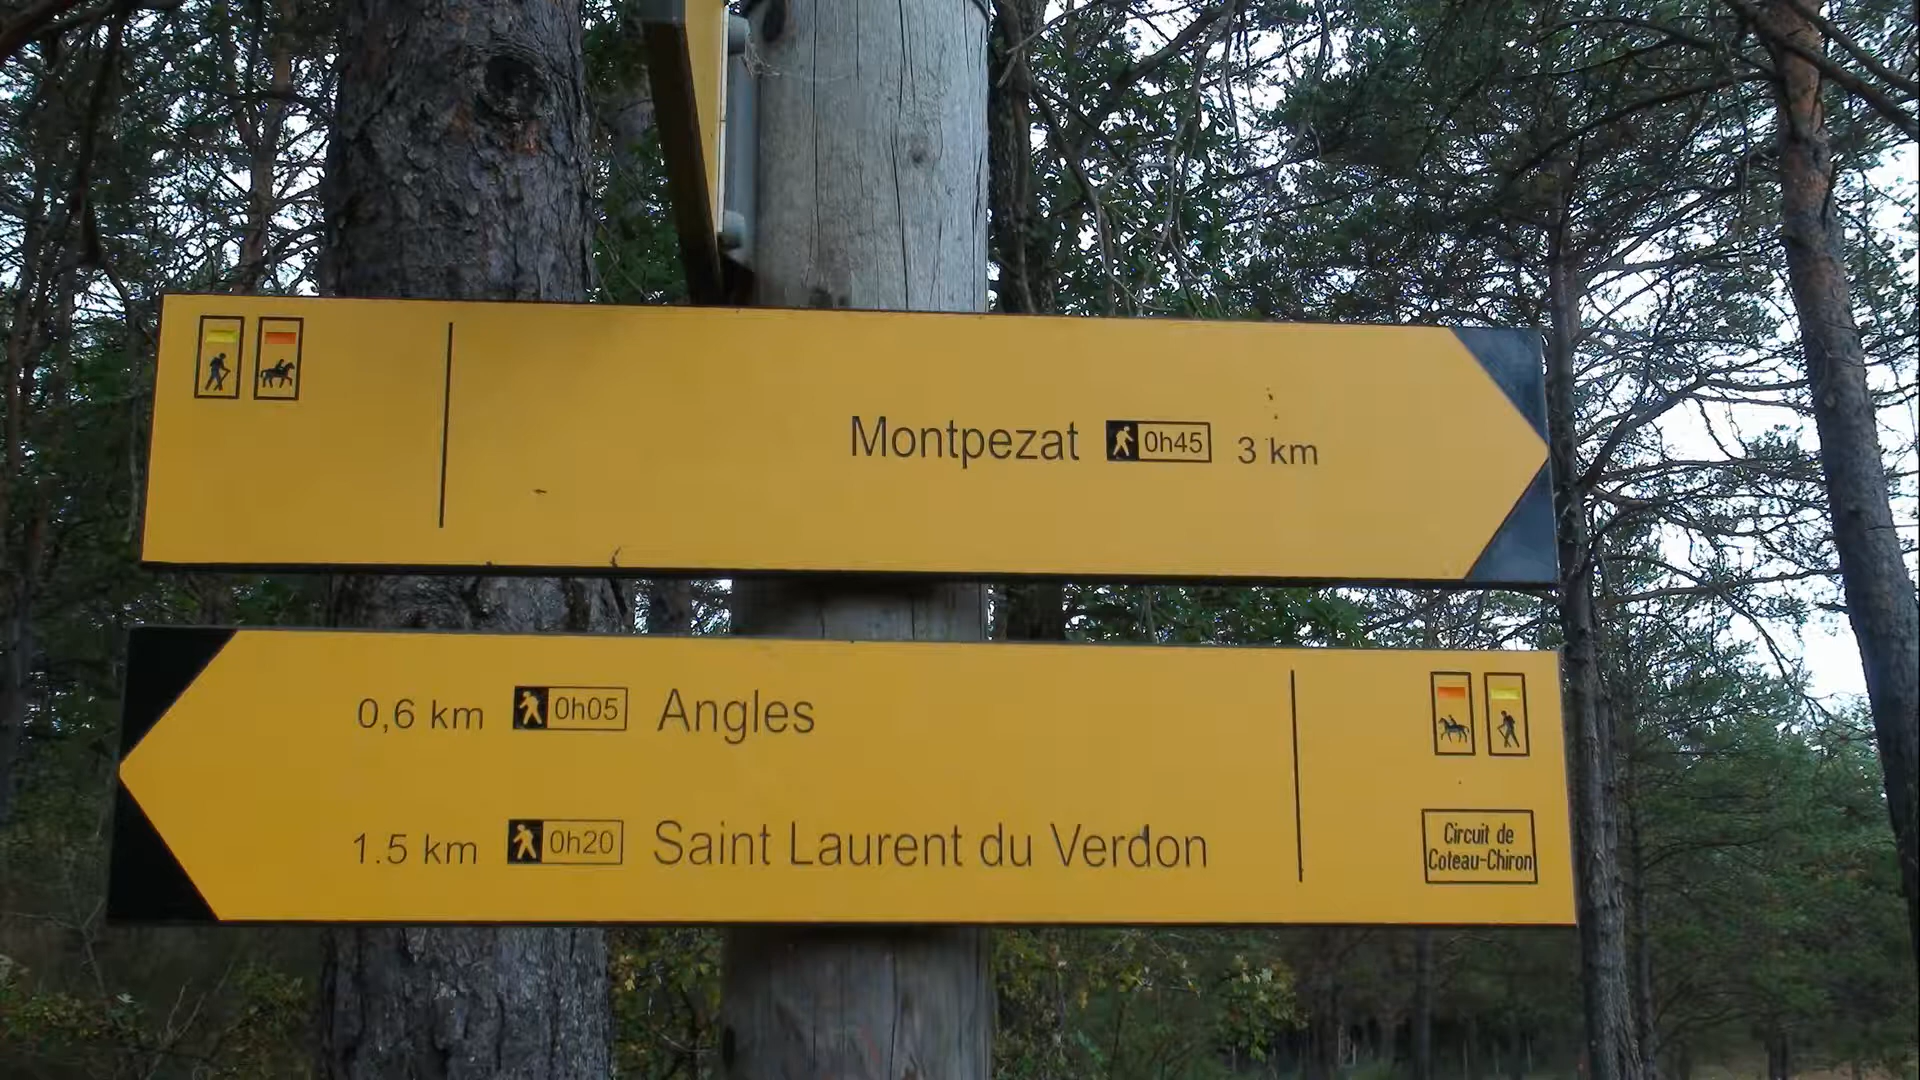 Montpezat 0h45 3 km
0,6 km 0h05 Angles
1.5 km 0h20 Saint Laurent du Verdon
Circuit de
Coteau-Chiron